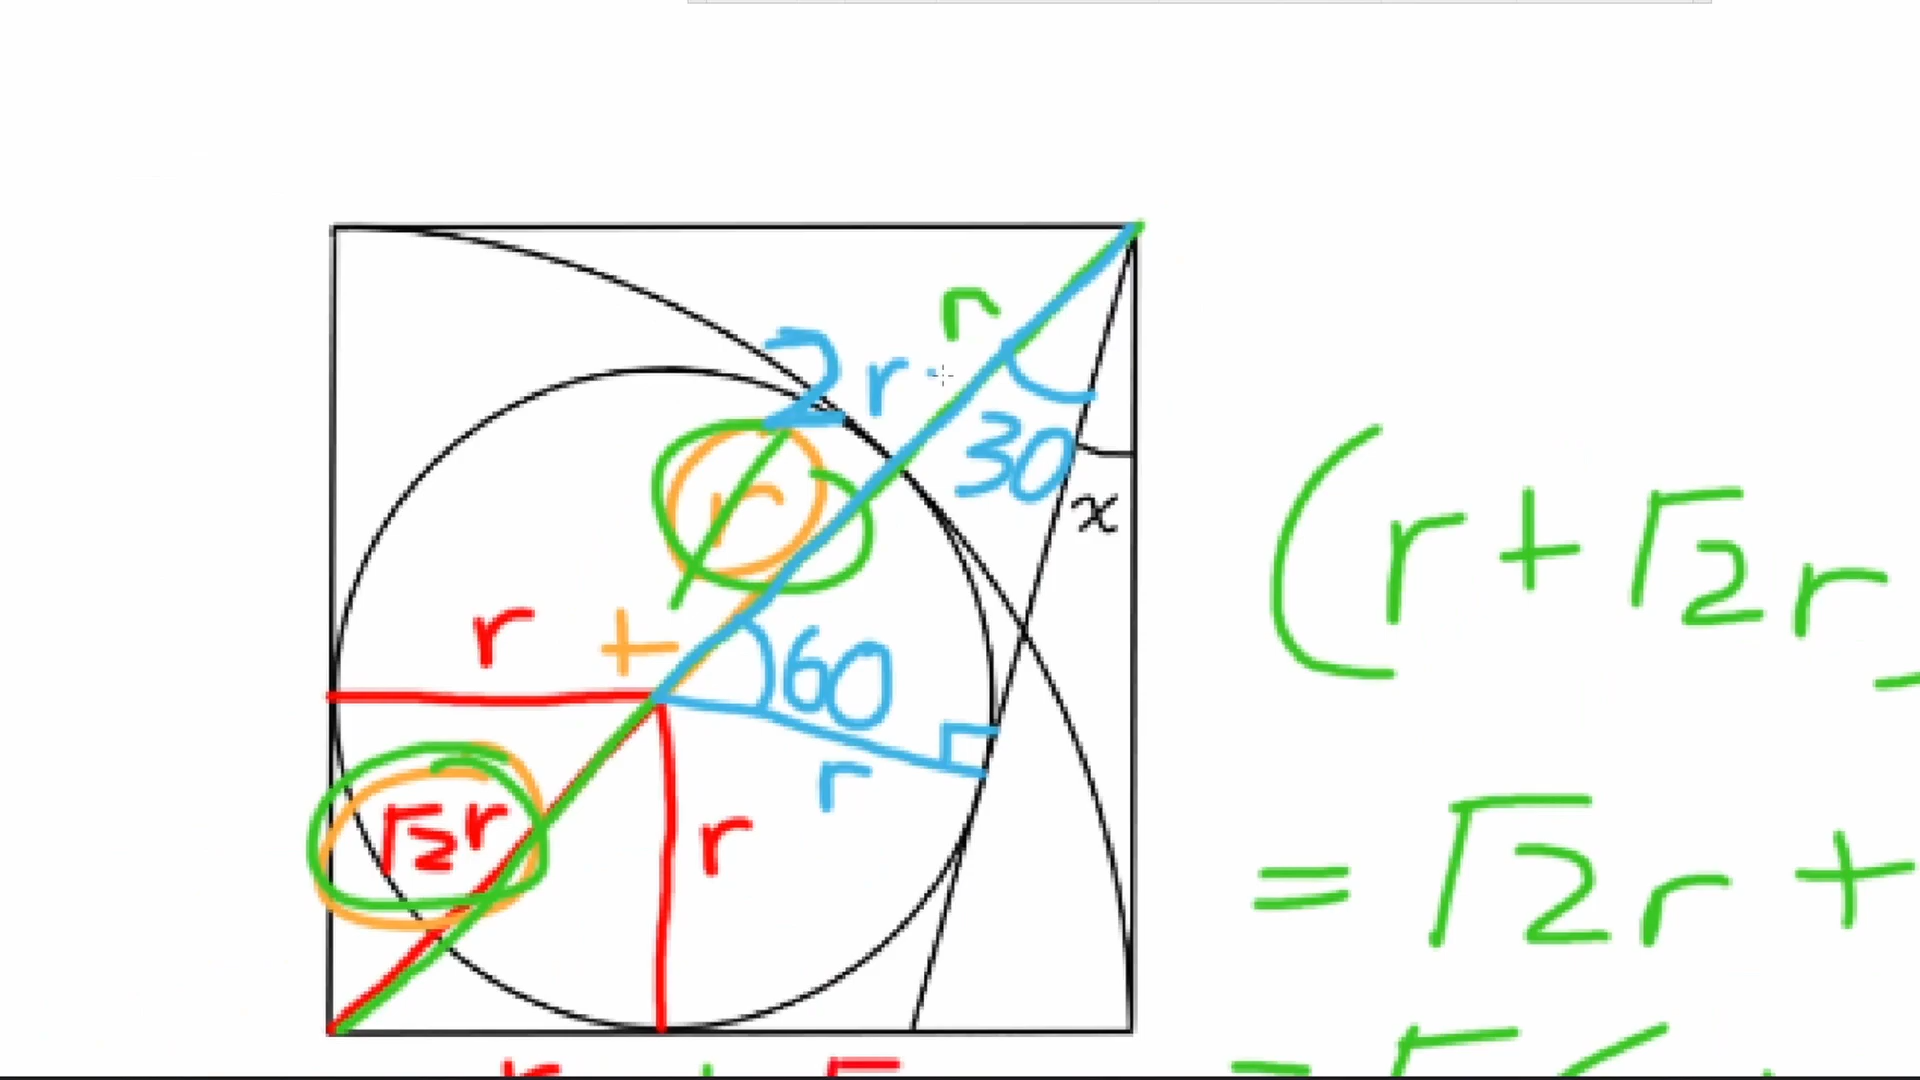 r
2r
30
x
r
60
r
+
r
√2r
r
(r + √2r
= √2r +